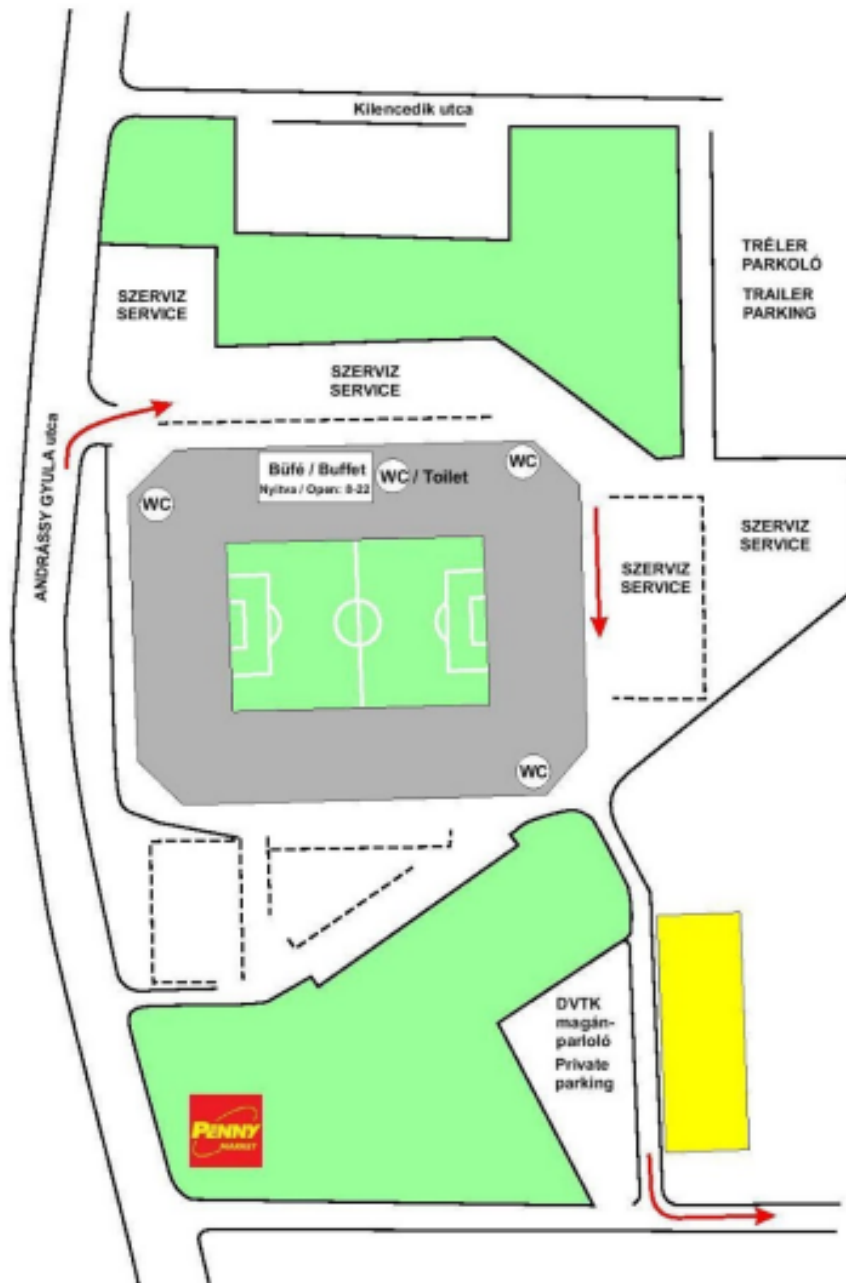 Kilencedik utca
TRÉLER
PARKOLÓ
TRAILER
PARKING
SZERVIZ
SERVICE
SZERVIZ
SERVICE
ANDRÁSSY GYULA utca
Büfé / Buffet
Nyitva / Open: 8-22
WC / Toilet
WC
WC
SZERVIZ
SERVICE
SZERVIZ
SERVICE
WC
DVTK
magán-
parloló
Private
parking
PENNY
MARKET